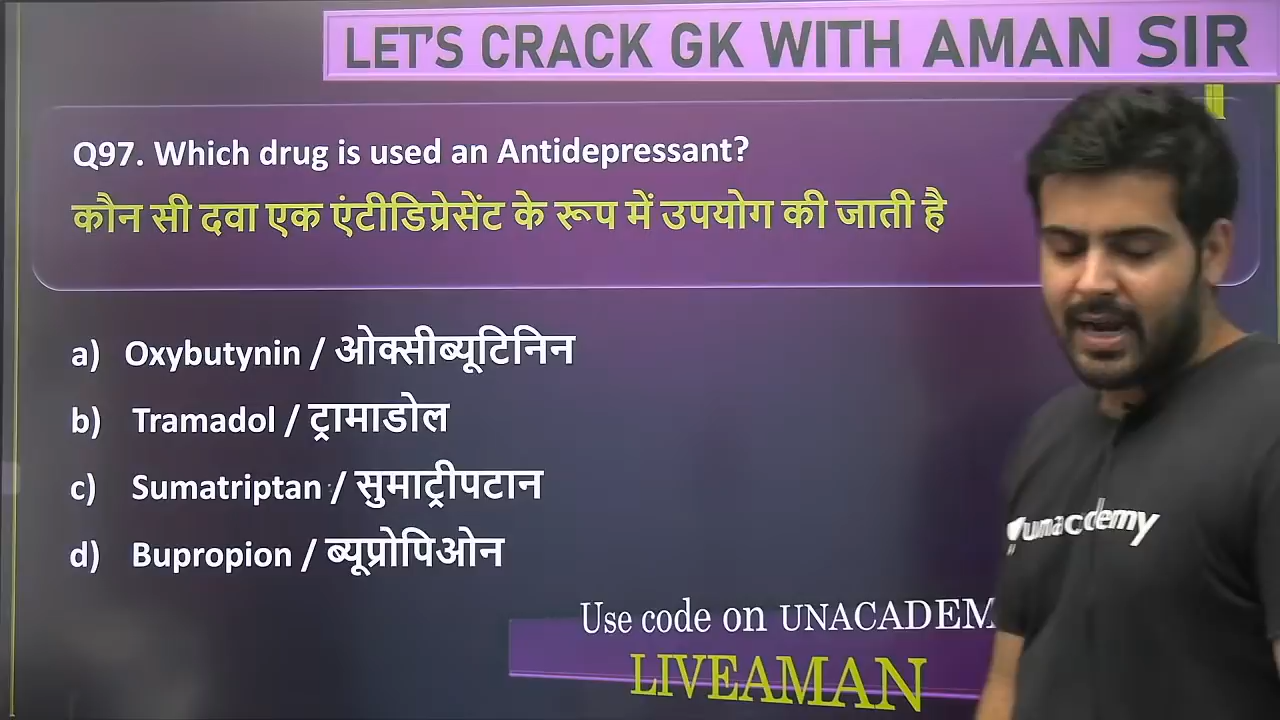 LET'S CRACK GK WITH AMAN SIR
Q97. Which drug is used an Antidepressant?
कौन सी दवा एक एंटीडिप्रेसेंट के रूप में उपयोग की जाती है
a) Oxybutynin / ओक्सीब्यूटिनिन
b) Tramadol / ट्रामाडोल
c) Sumatriptan / सुमाट्रीपटान
d) Bupropion / ब्यूप्रोपिओन
unacademy
Use code on UNACADEM
LIVEAMAN